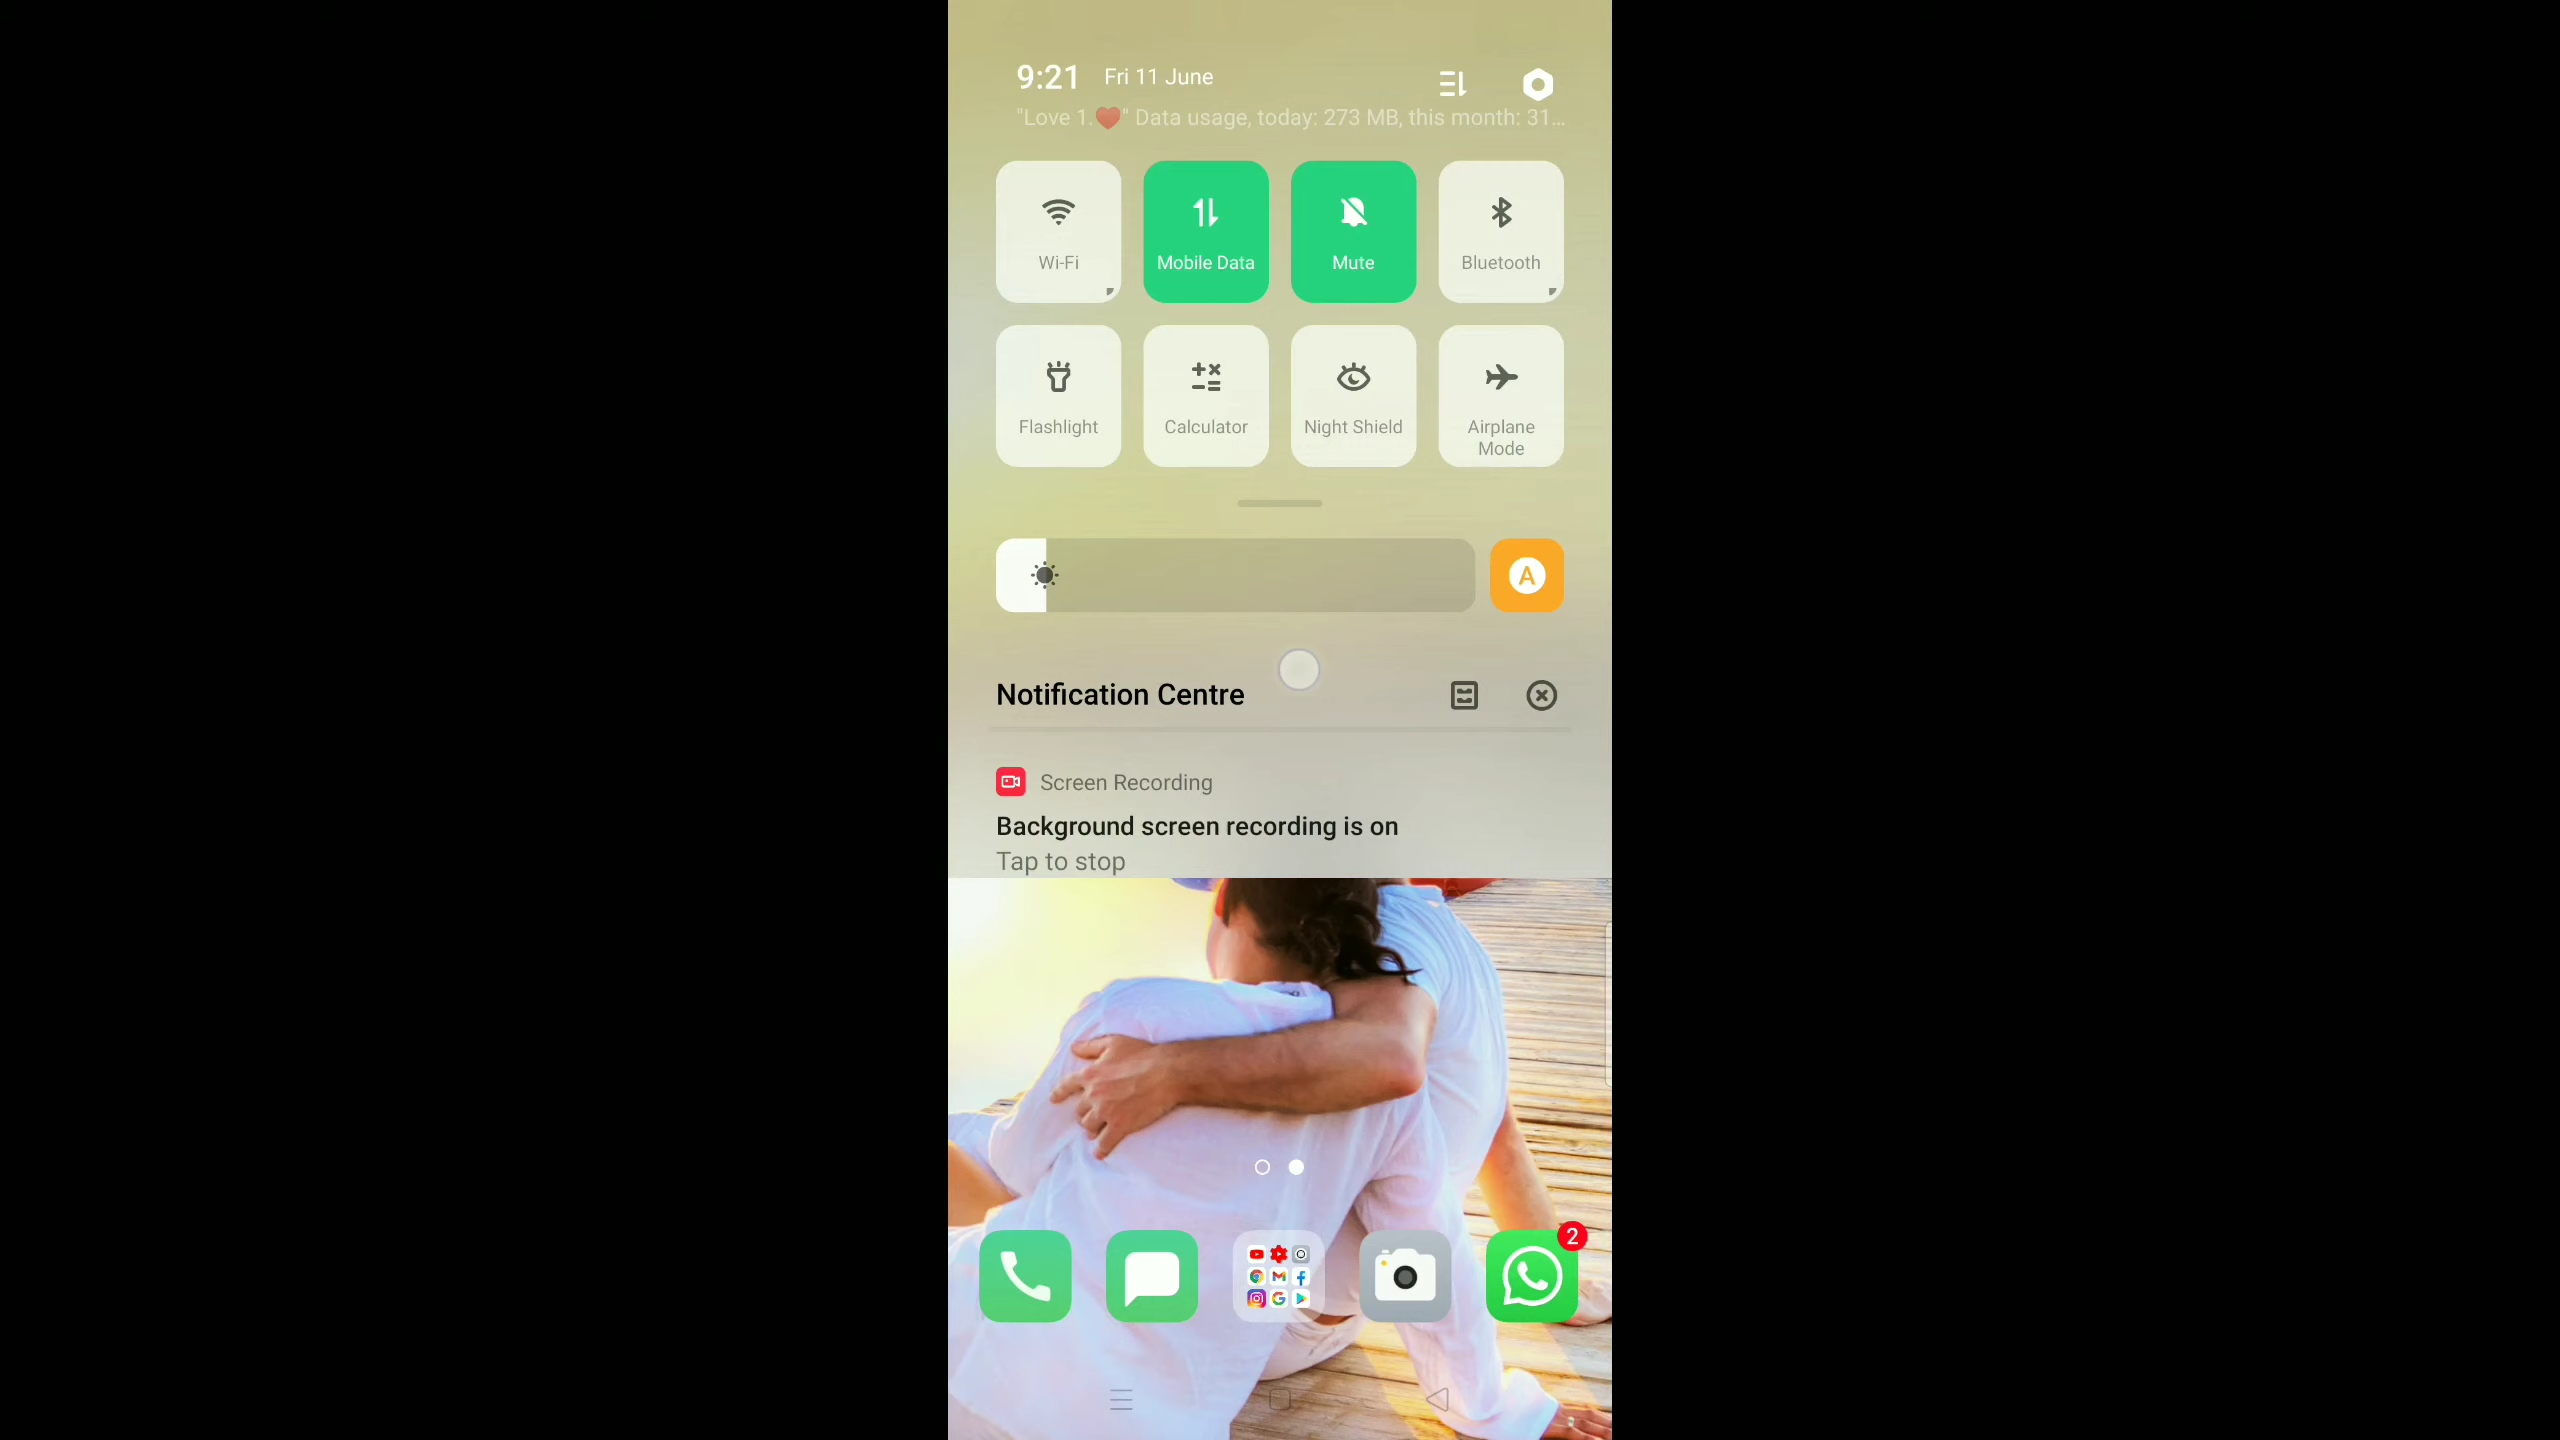 9:21 Fri 11 June
"Love 1.❤" Data usage, today: 273 MB, this month: 31...
Wi-Fi Mobile Data Mute Bluetooth
Flashlight Calculator Night Shield Airplane
Mode
A
Notification Centre
Screen Recording
Background screen recording is on
Tap to stop
2